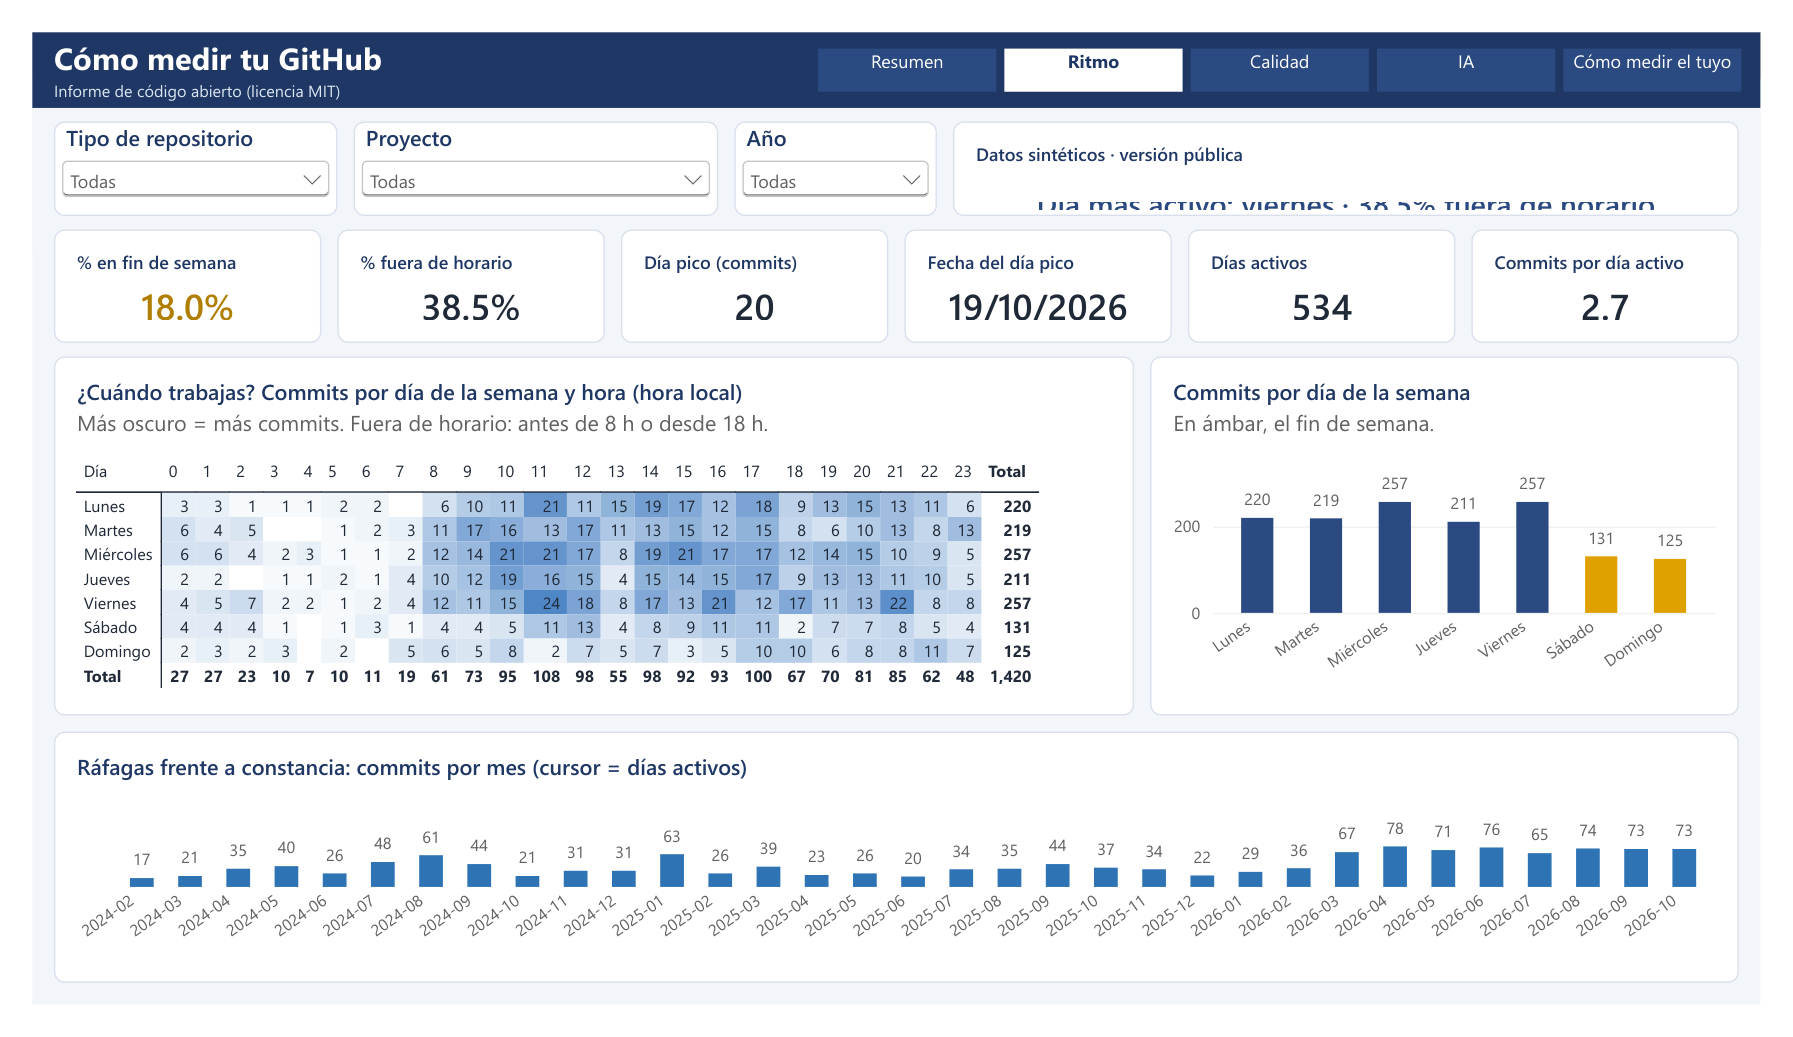 Cómo medir tu GitHub
Informe de código abierto (licencia MIT)
Resumen
Ritmo
Calidad
IA
Cómo medir el tuyo
Tipo de repositorio
Todas
Proyecto
Todas
Año
Todas
Datos sintéticos · versión pública
Día más activo: viernes · 38.5% fuera de horario
% en fin de semana
18.0%
% fuera de horario
38.5%
Día pico (commits)
20
Fecha del día pico
19/10/2026
Días activos
534
Commits por día activo
2.7
¿Cuándo trabajas? Commits por día de la semana y hora (hora local)
Más oscuro = más commits. Fuera de horario: antes de 8 h o desde 18 h.
Día 0 1 2 3 4 5 6 7 8 9 10 11 12 13 14 15 16 17 18 19 20 21 22 23 Total
Lunes 3 3 1 1 1 2 2 6 10 11 21 11 15 19 17 12 18 9 13 15 13 11 6 220
Martes 6 4 5 1 2 3 11 17 16 13 17 11 13 15 12 15 8 6 10 13 8 13 219
Miércoles 6 6 4 2 3 1 1 2 12 14 21 21 17 8 19 21 17 17 12 14 15 10 9 5 257
Jueves 2 2 1 1 2 1 4 10 12 19 16 15 4 15 14 15 17 9 13 13 11 10 5 211
Viernes 4 5 7 2 2 1 2 4 12 11 15 24 18 8 17 13 21 12 17 11 13 22 8 8 257
Sábado 4 4 4 1 1 3 1 4 4 5 11 13 4 8 9 11 11 2 7 7 8 5 4 131
Domingo 2 3 2 3 2 5 6 5 8 2 7 5 7 3 5 10 10 6 8 8 11 7 125
Total 27 27 23 10 7 10 11 19 61 73 95 108 98 55 98 92 93 100 67 70 81 85 62 48 1,420
Commits por día de la semana
En ámbar, el fin de semana.
220 219 257 211 257 131 125
200
0
Lunes Martes Miércoles Jueves Viernes Sábado Domingo
Ráfagas frente a constancia: commits por mes (cursor = días activos)
17 21 35 40 26 48 61 44 21 31 31 63 26 39 23 26 20 34 35 44 37 34 22 29 36 67 78 71 76 65 74 73 73
2024-02 2024-03 2024-04 2024-05 2024-06 2024-07 2024-08 2024-09 2024-10 2024-11 2024-12 2025-01 2025-02 2025-03 2025-04 2025-05 2025-06 2025-07 2025-08 2025-09 2025-10 2025-11 2025-12 2026-01 2026-02 2026-03 2026-04 2026-05 2026-06 2026-07 2026-08 2026-09 2026-10